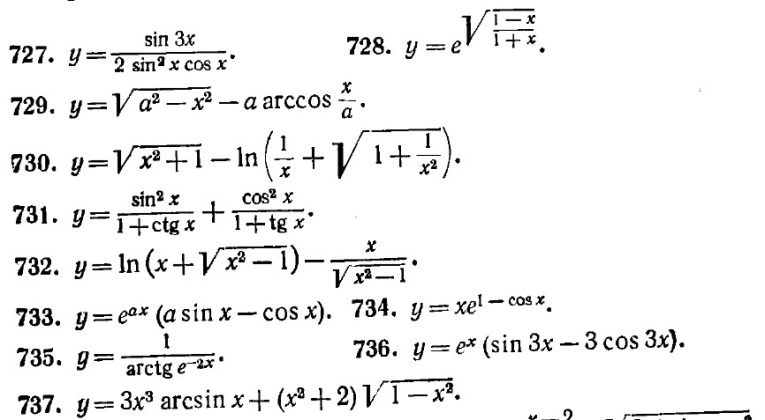 727. y = sin 3x / (2 sin² x cos x). 728. y = e^√((1 − x)/(1 + x)).
729. y = √(a² − x²) − a arccos x/a.
730. y = √(x² + 1) − ln (1/x + √(1 + 1/x²)).
731. y = sin² x / (1 + ctg x) + cos² x / (1 + tg x).
732. y = ln (x + √(x² − 1)) − x / √(x² − 1).
733. y = e^(ax) (a sin x − cos x). 734. y = xe^(1 − cos x).
735. y = 1 / (arctg e^(−2x)). 736. y = e^x (sin 3x − 3 cos 3x).
737. y = 3x³ arcsin x + (x² + 2) √(1 − x²).